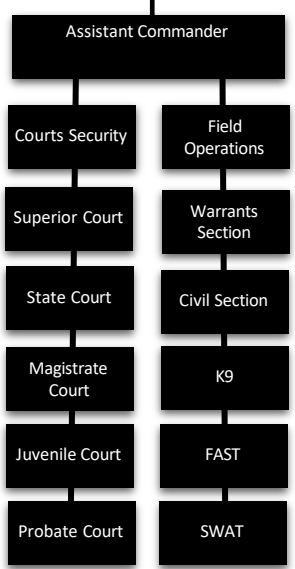 Assistant Commander
Courts Security
Field
Operations
Superior Court
Warrants
Section
State Court
Civil Section
Magistrate
Court
K9
Juvenile Court
FAST
Probate Court
SWAT